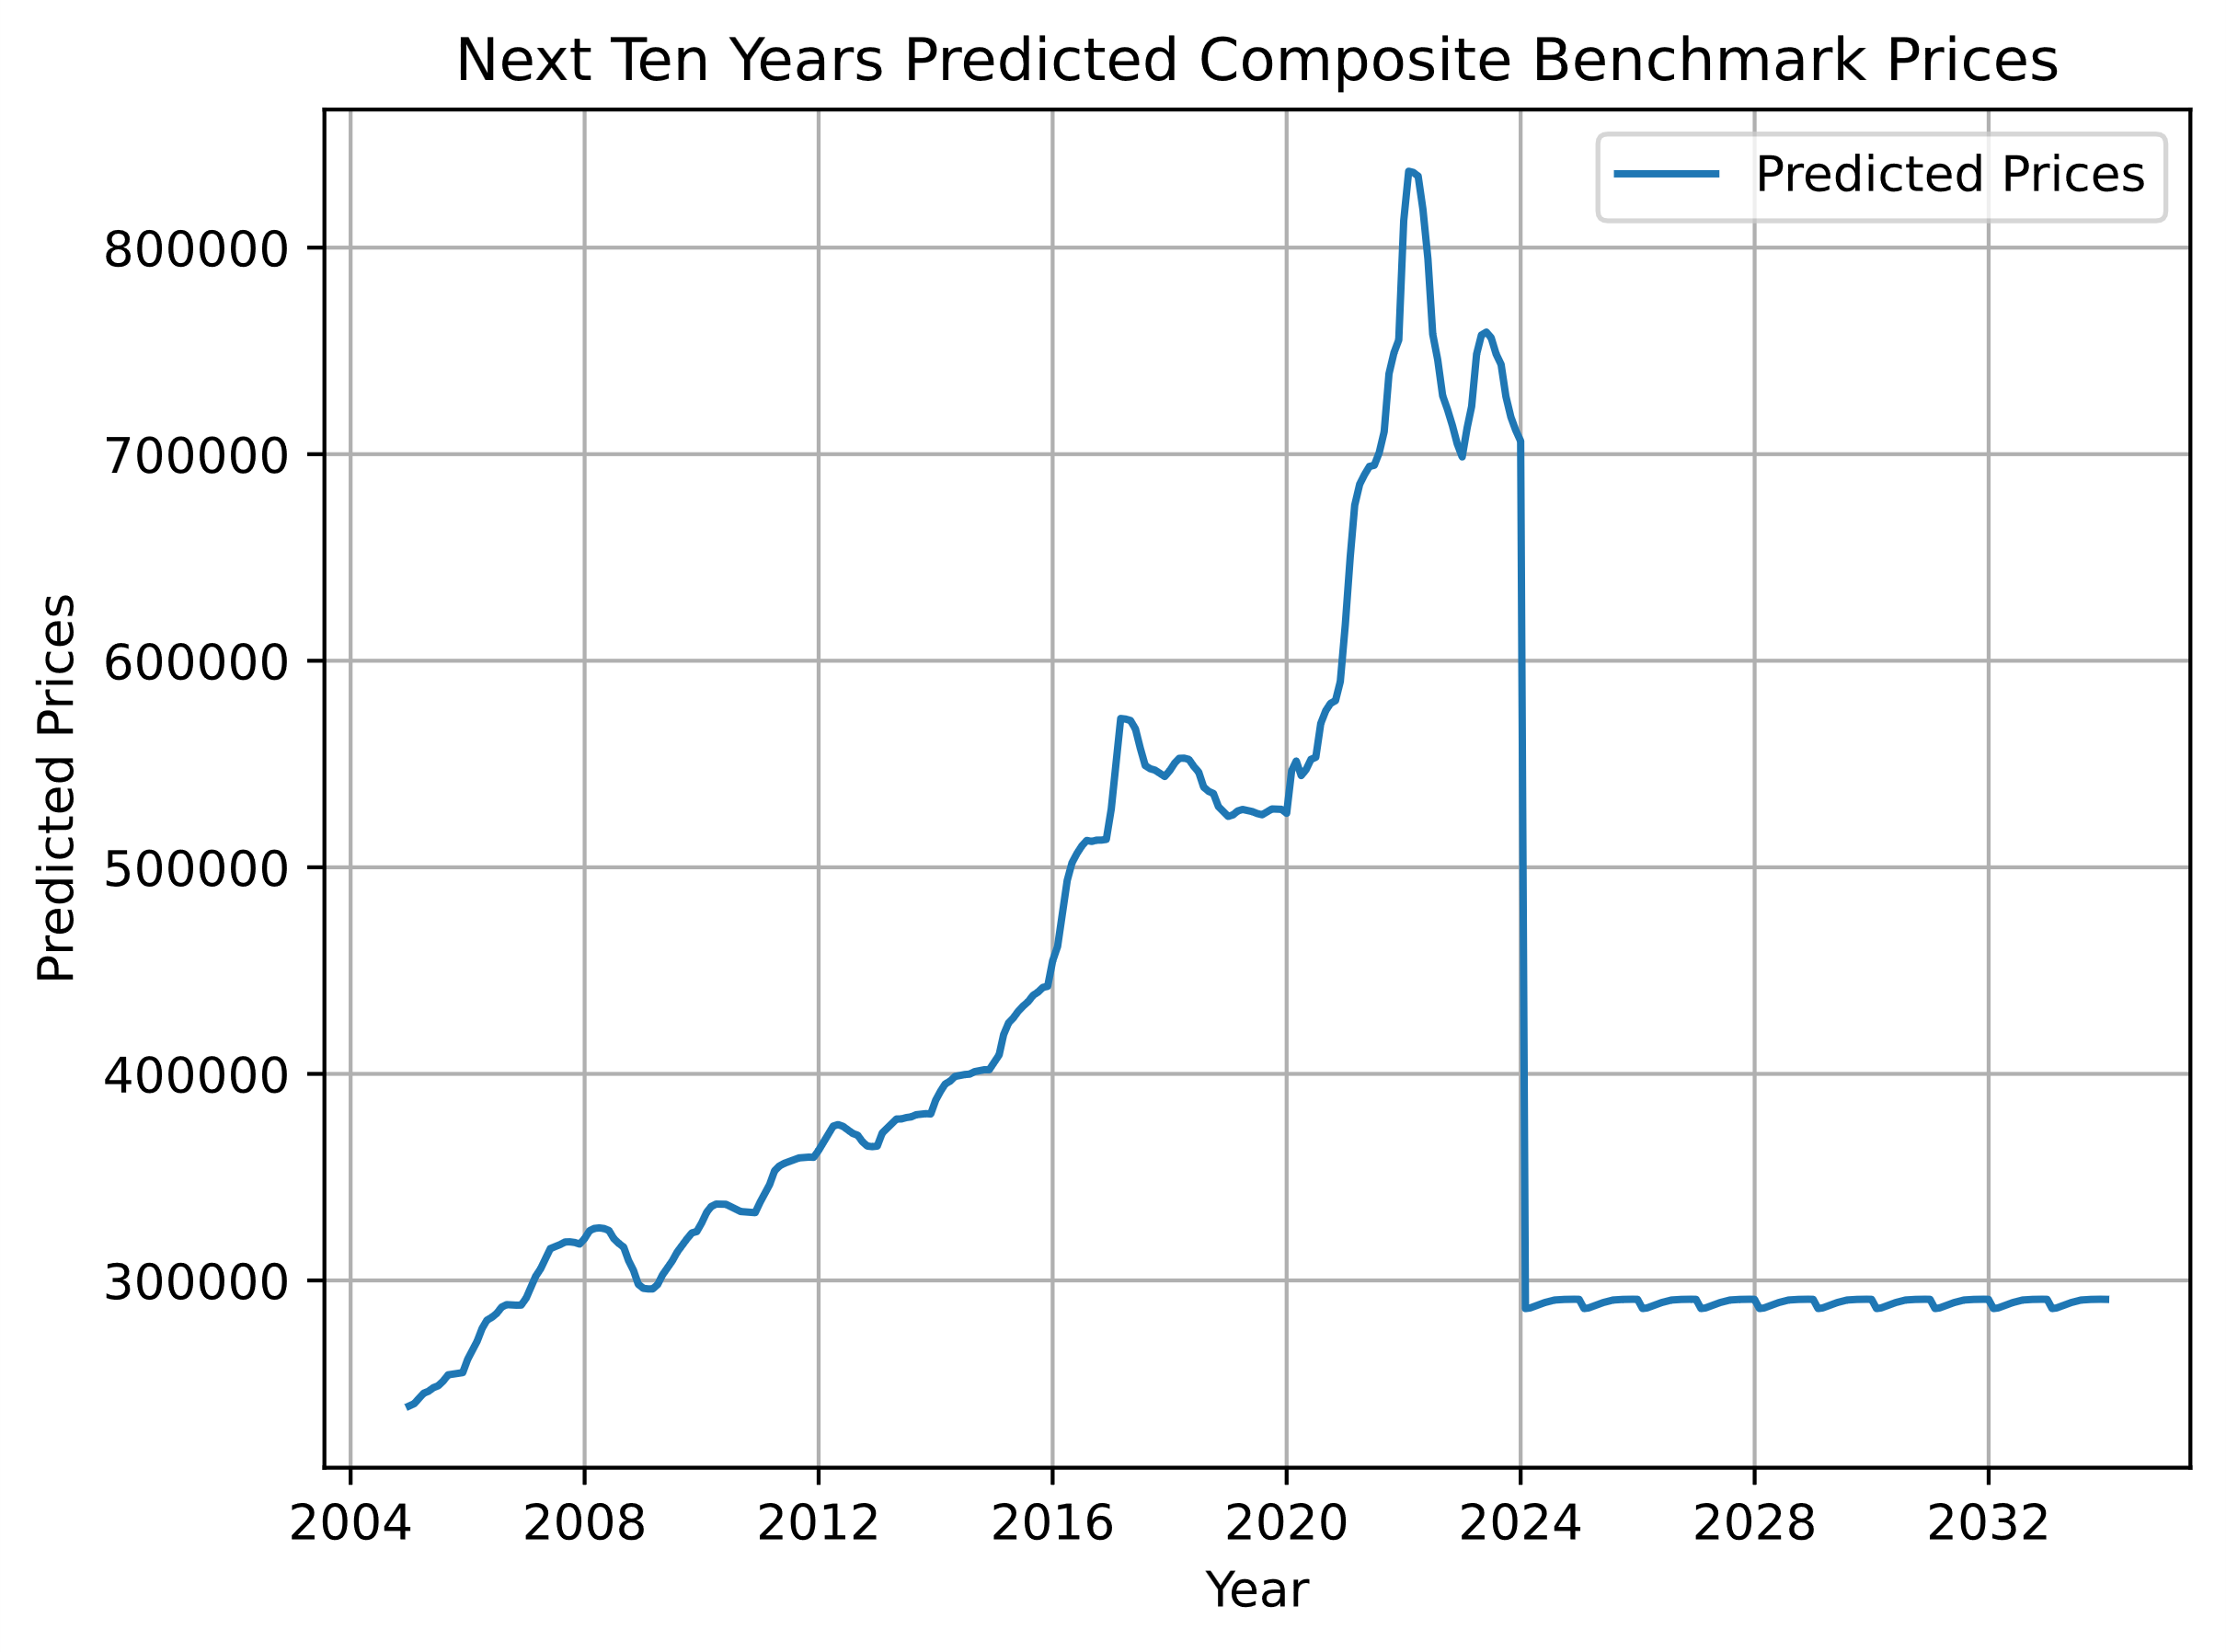 Next Ten Years Predicted Composite Benchmark Prices
Predicted Prices
800000
700000
600000
500000
400000
300000
Predicted Prices
2004 2008 2012 2016 2020 2024 2028 2032
Year